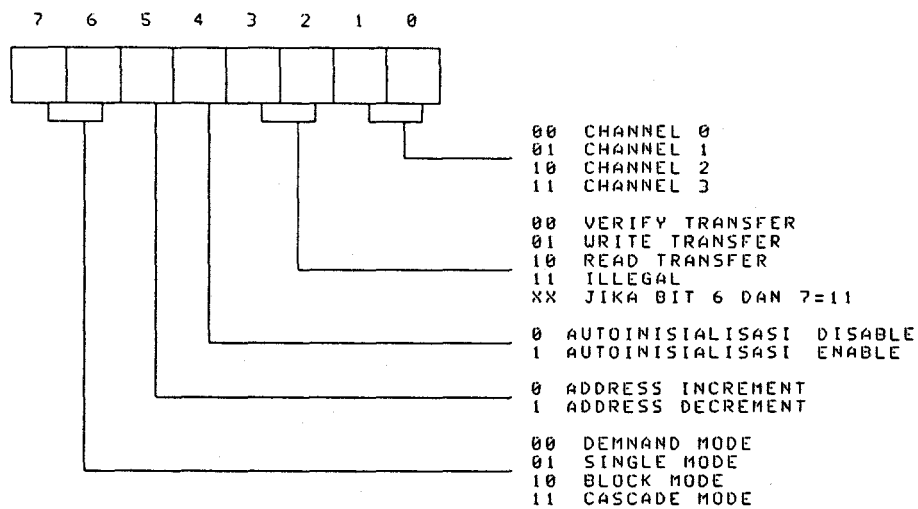 7 6 5 4 3 2 1 0
00 CHANNEL 0
01 CHANNEL 1
10 CHANNEL 2
11 CHANNEL 3
00 VERIFY TRANSFER
01 WRITE TRANSFER
10 READ TRANSFER
11 ILLEGAL
XX JIKA BIT 6 DAN 7=11
0 AUTOINISIALISASI DISABLE
1 AUTOINISIALISASI ENABLE
0 ADDRESS INCREMENT
1 ADDRESS DECREMENT
00 DEMNAND MODE
01 SINGLE MODE
10 BLOCK MODE
11 CASCADE MODE